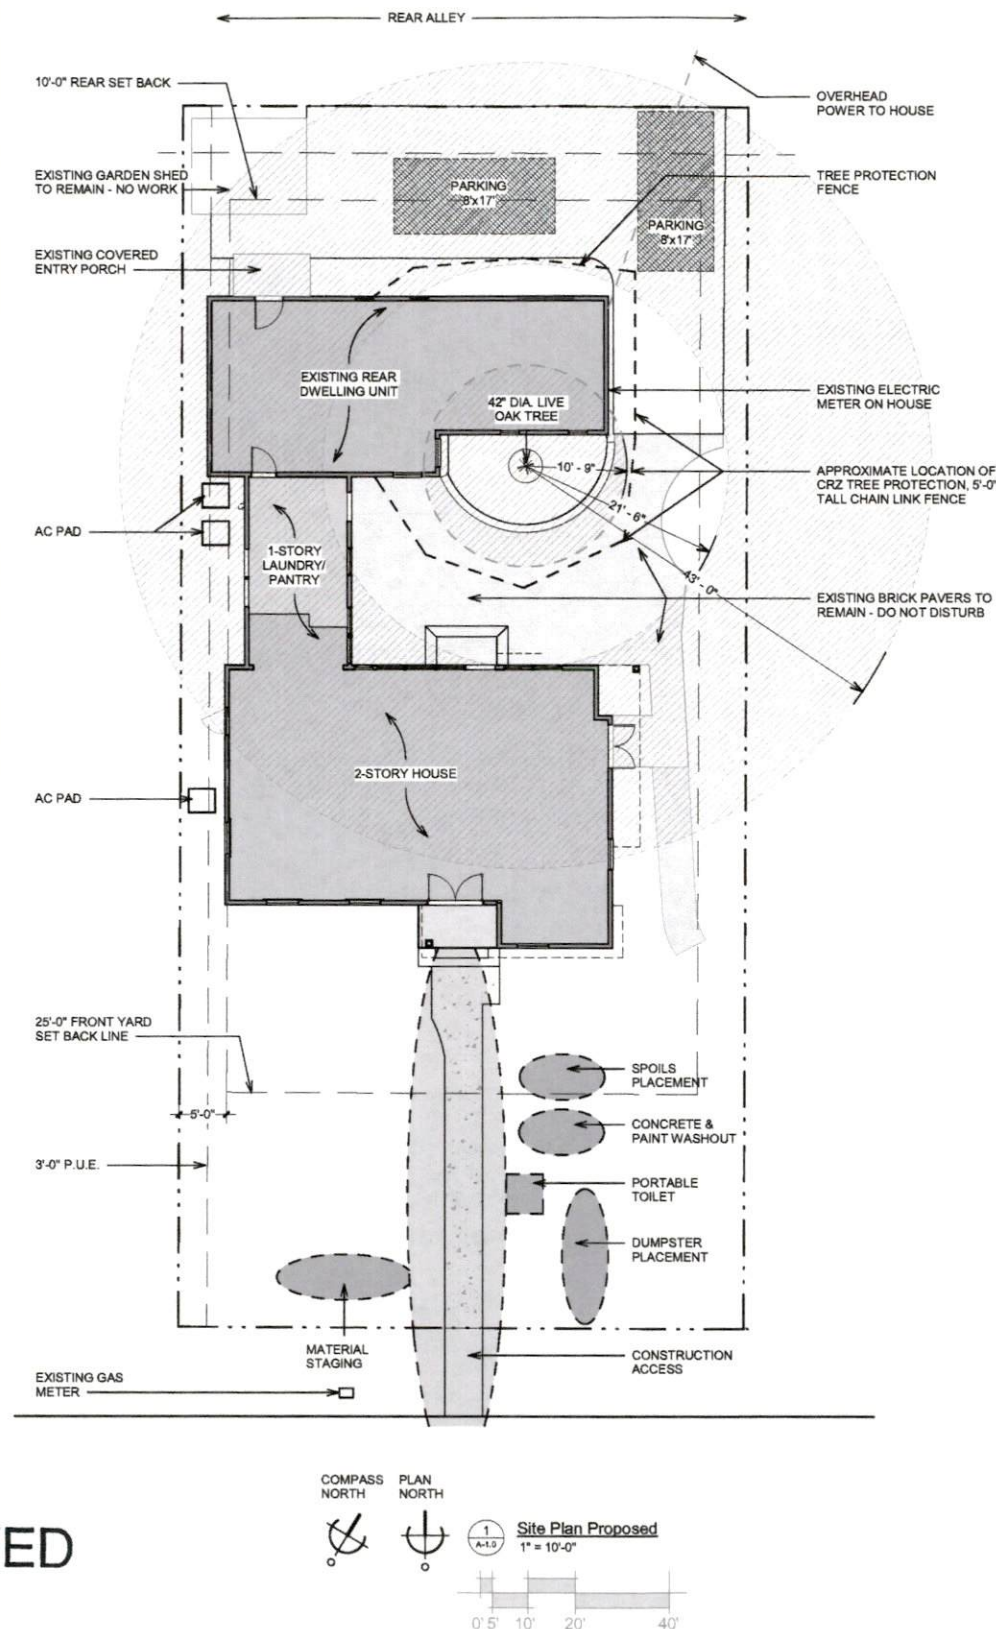 REAR ALLEY
10'-0" REAR SET BACK
OVERHEAD
POWER TO HOUSE
EXISTING GARDEN SHED
TO REMAIN - NO WORK
PARKING
8'x17'
TREE PROTECTION
FENCE
PARKING
8'x17'
EXISTING COVERED
ENTRY PORCH
EXISTING REAR
DWELLING UNIT
42" DIA. LIVE
OAK TREE
EXISTING ELECTRIC
METER ON HOUSE
10' - 9"
21' - 6"
43' - 0"
APPROXIMATE LOCATION OF
CRZ TREE PROTECTION, 5'-0"
TALL CHAIN LINK FENCE
AC PAD
1-STORY
LAUNDRY/
PANTRY
EXISTING BRICK PAVERS TO
REMAIN - DO NOT DISTURB
2-STORY HOUSE
AC PAD
25'-0" FRONT YARD
SET BACK LINE
SPOILS
PLACEMENT
5'-0"
CONCRETE &
PAINT WASHOUT
3'-0" P.U.E.
PORTABLE
TOILET
DUMPSTER
PLACEMENT
MATERIAL
STAGING
CONSTRUCTION
ACCESS
EXISTING GAS
METER
COMPASS
NORTH
PLAN
NORTH
1
A-1.0
Site Plan Proposed
1" = 10'-0"
ED
0' 5' 10' 20' 40'